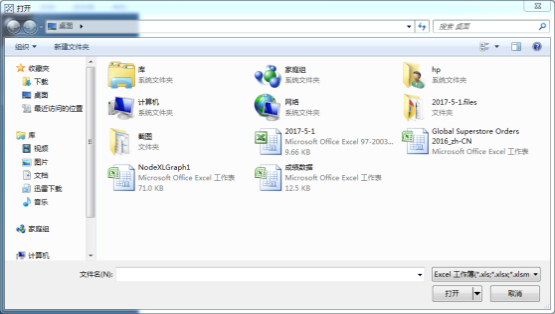 打开
桌面
搜索 桌面
组织
新建文件夹
收藏夹
下载
桌面
最近访问的位置
库
视频
图片
文档
迅雷下载
音乐
家庭组
计算机
库
系统文件夹
家庭组
系统文件夹
hp
系统文件夹
计算机
系统文件夹
网络
系统文件夹
2017-5-1.files
文件夹
截图
文件夹
2017-5-1
Microsoft Office Excel 97-2003...
9.66 KB
Global Superstore Orders
2016_zh-CN
Microsoft Office Excel 工作表
NodeXLGraph1
Microsoft Office Excel 工作表
71.0 KB
成绩数据
Microsoft Office Excel 工作表
12.5 KB
文件名(N):
Excel 工作簿(*.xls;*.xlsx;*.xlsm
打开
取消